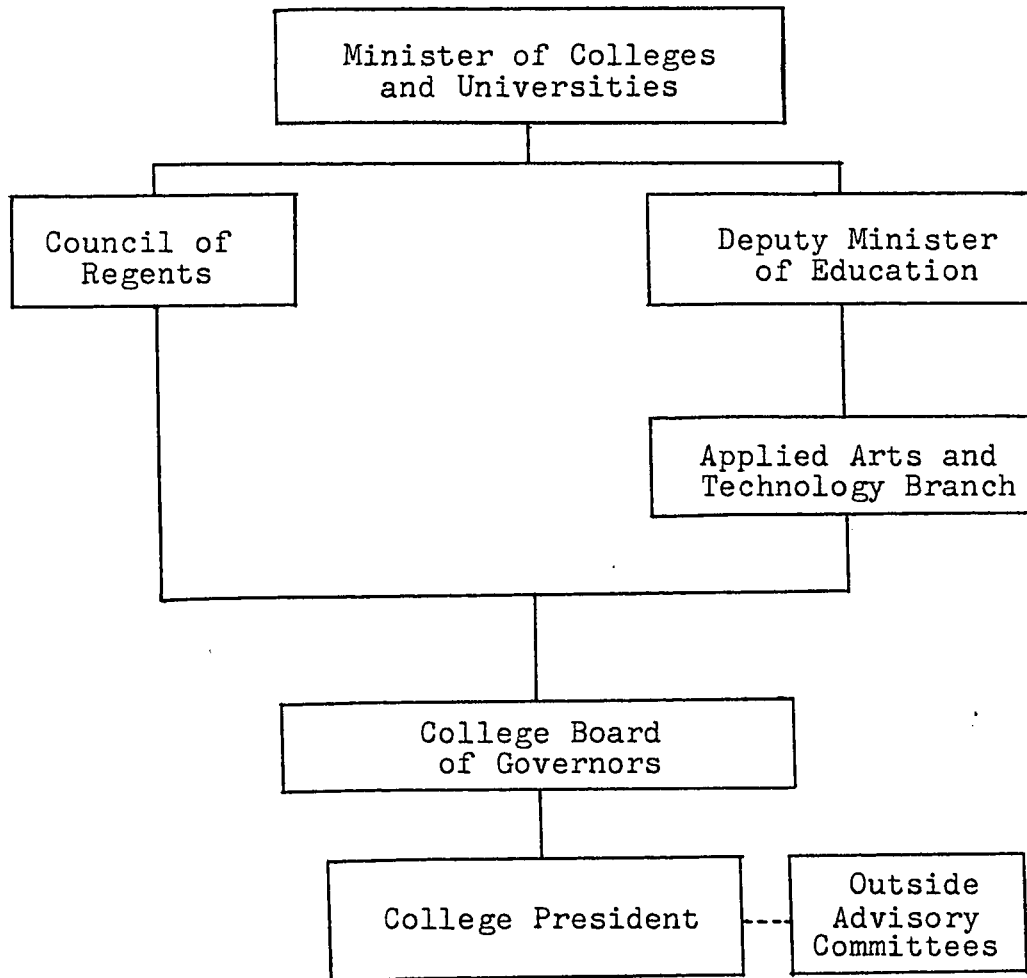 Minister of Colleges
and Universities
Council of
Regents
Deputy Minister
of Education
Applied Arts and
Technology Branch
College Board
of Governors
College President
Outside
Advisory
Committees